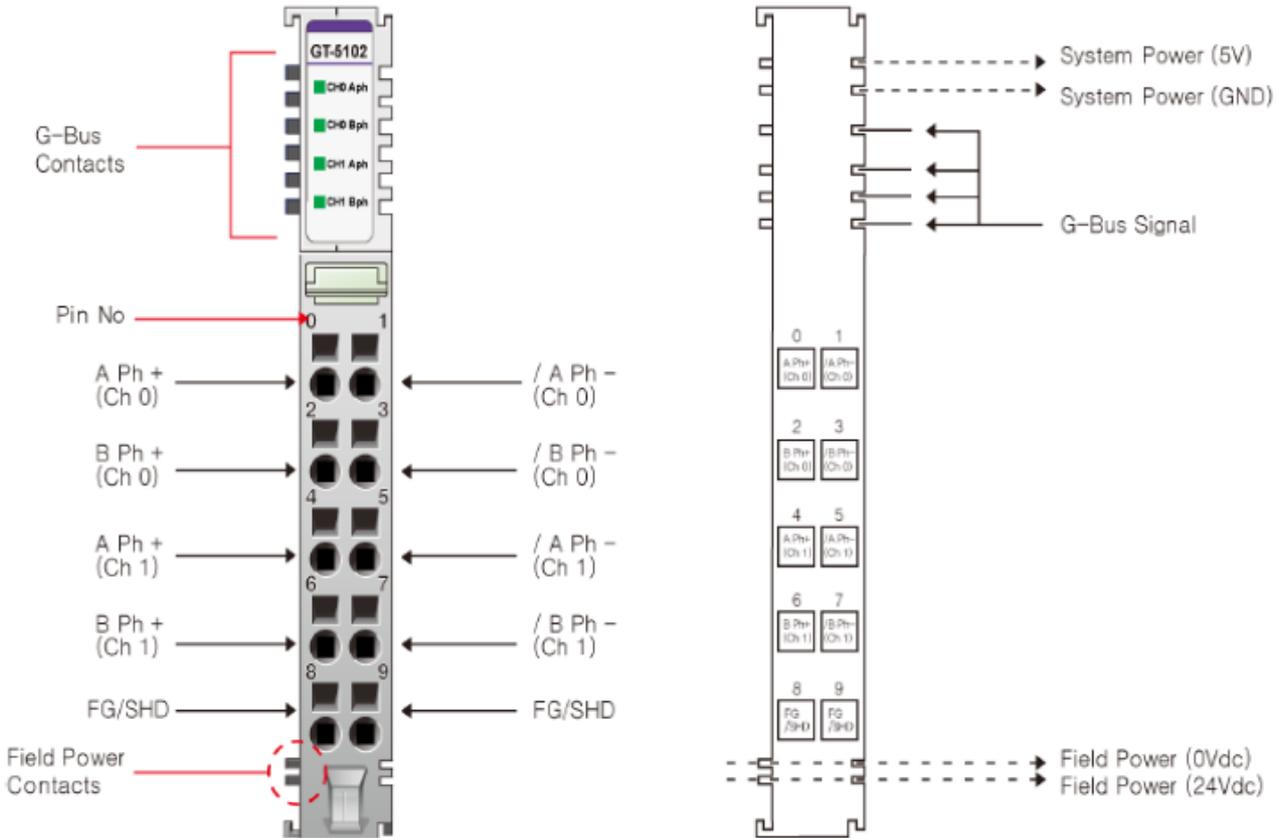 GT-5102
CH0 Aph
CH0 Bph
CH1 Aph
CH1 Bph
G-Bus
Contacts
Pin No
0 1
A Ph +
(Ch 0)
/ A Ph -
(Ch 0)
2 3
B Ph +
(Ch 0)
/ B Ph -
(Ch 0)
4 5
A Ph +
(Ch 1)
/ A Ph -
(Ch 1)
6 7
B Ph +
(Ch 1)
/ B Ph -
(Ch 1)
8 9
FG/SHD
FG/SHD
Field Power
Contacts
System Power (5V)
System Power (GND)
G-Bus Signal
0 1
A Ph+
(Ch 0)
/A Ph-
(Ch 0)
2 3
B Ph+
(Ch 0)
/B Ph-
(Ch 0)
4 5
A Ph+
(Ch 1)
/A Ph-
(Ch 1)
6 7
B Ph+
(Ch 1)
/B Ph-
(Ch 1)
8 9
FG
/SHD
FG
/SHD
Field Power (0Vdc)
Field Power (24Vdc)